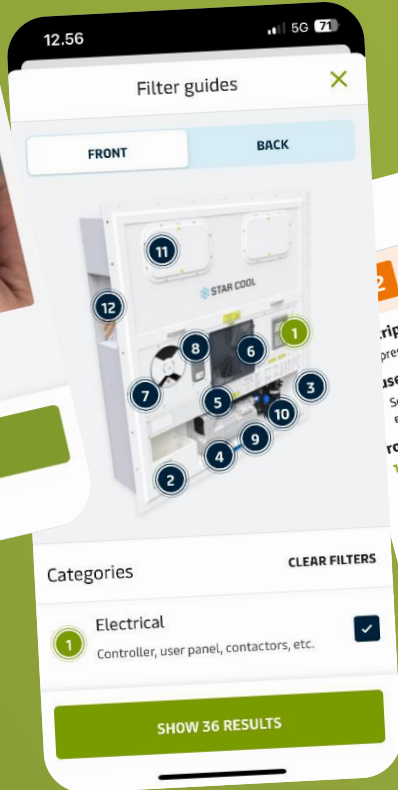 12.56
5G 71
Filter guides
FRONT
BACK
11
STAR COOL
12
8
6
1
7
5
3
10
9
4
2
Categories
CLEAR FILTERS
1
Electrical
Controller, user panel, contactors, etc.
SHOW 36 RESULTS
2